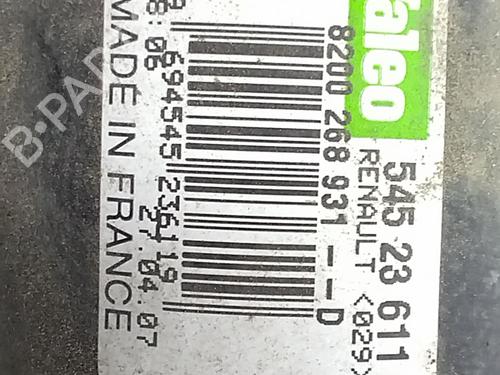 Valeo
545 23 611
RENAULT <029>
8200 268 931 --D
694545 236119
27.04.07
MADE IN FRANCE
B-PARTS